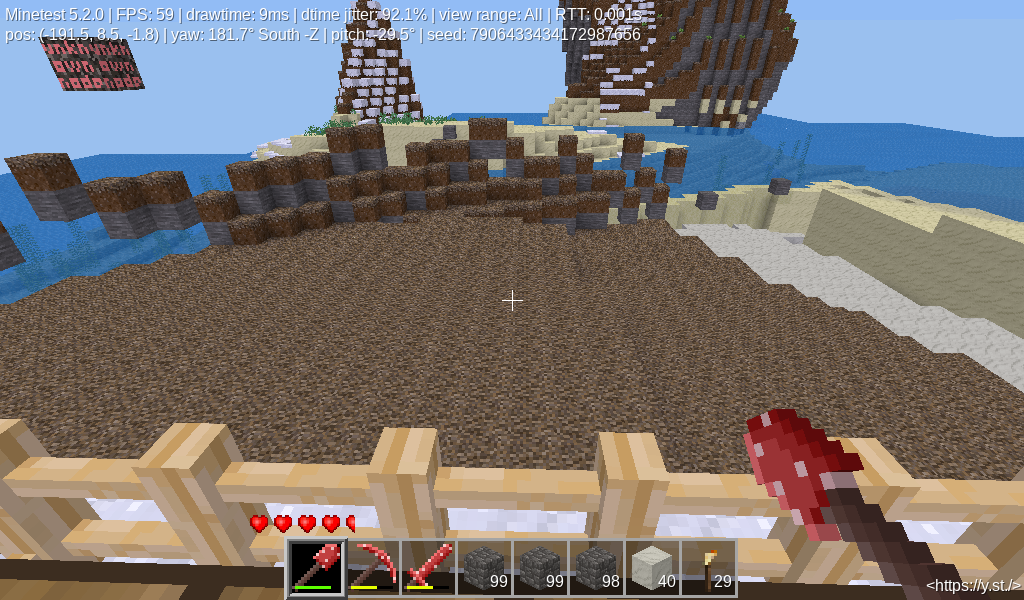 Minetest 5.2.0 | FPS: 59 | drawtime: 9ms | dtime jitter: 92.1% | view range: All | RTT: 0.001s
pos: (-191.5, 8.5, -1.8) | yaw: 181.7° South -Z | pitch: -29.5° | seed: 7906433434172987656
99 99 98 40 29
<https://y.st./>